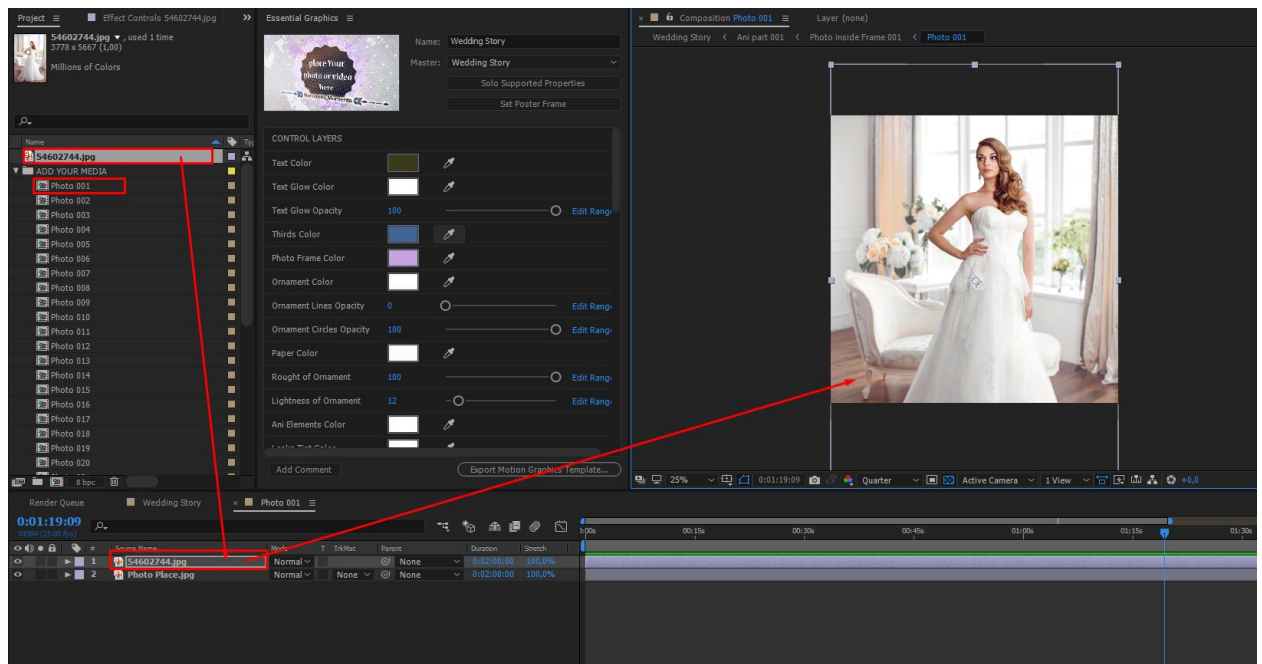 Project
Effect Controls 54602744.jpg
54602744.jpg , used 1 time
3778 x 5667 (1,00)
Millions of Colors
Name
54602744.jpg
ADD YOUR MEDIA
Photo 001
Photo 002
Photo 003
Photo 004
Photo 005
Photo 006
Photo 007
Photo 008
Photo 009
Photo 010
Photo 011
Photo 012
Photo 013
Photo 014
Photo 015
Photo 016
Photo 017
Photo 018
Photo 019
Photo 020
8 bpc
Essential Graphics
place Your
photo or video
here
Name: Wedding Story
Master: Wedding Story
Solo Supported Properties
Set Poster Frame
CONTROL LAYERS
Text Color
Text Glow Color
Text Glow Opacity 100 Edit Range
Thirds Color
Photo Frame Color
Ornament Color
Ornament Lines Opacity 0 Edit Range
Ornament Circles Opacity 100 Edit Range
Paper Color
Rought of Ornament 100 Edit Range
Lightness of Ornament 12 Edit Range
Ani Elements Color
Add Comment
Export Motion Graphics Template...
Composition Photo 001
Layer (none)
Wedding Story Ani part 001 Photo inside Frame 001 Photo 001
25% 0:01:19:09 Quarter Active Camera 1 View +0,0
Render Queue
Wedding Story
Photo 001
0:01:19:09
01984 (25.00 fps)
# Source Name Mode T TrkMat Parent Duration Stretch
1 54602744.jpg Normal None 0:02:00:00 100,0%
2 Photo Place.jpg Normal None None 0:02:00:00 100,0%
00:15s 00:30s 00:45s 01:00s 01:15s 01:30s